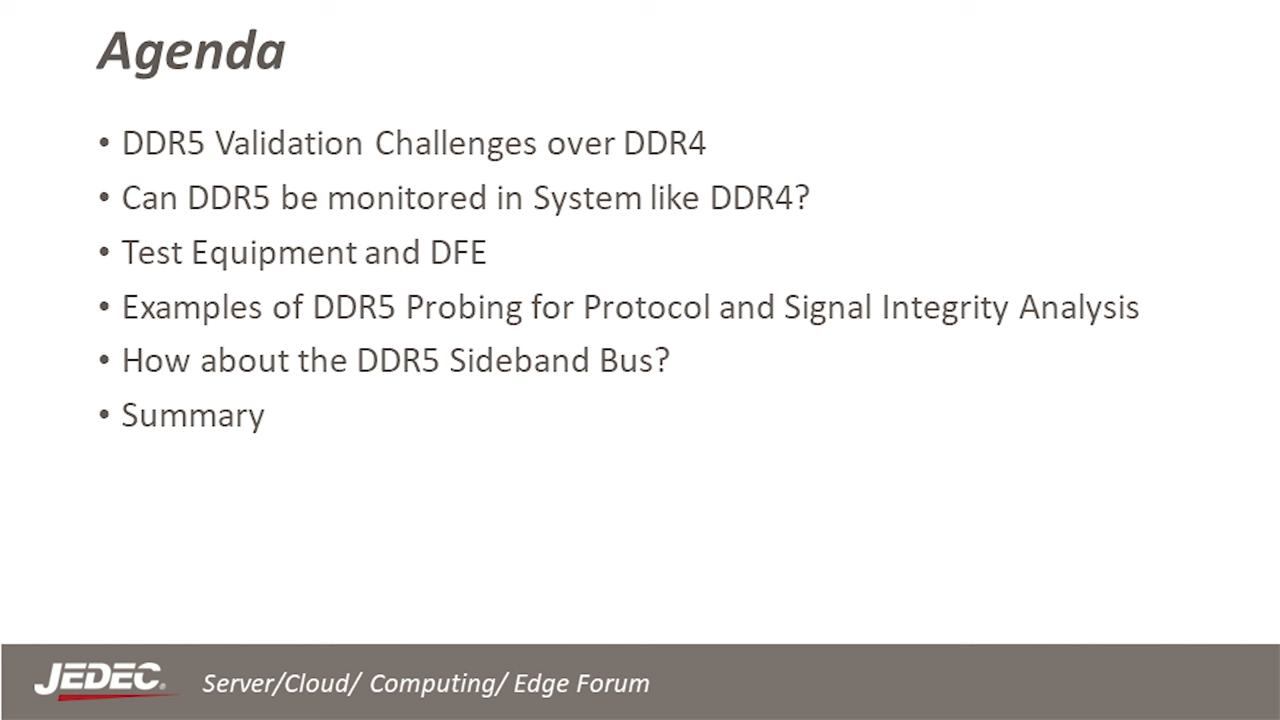 Agenda
• DDR5 Validation Challenges over DDR4
• Can DDR5 be monitored in System like DDR4?
• Test Equipment and DFE
• Examples of DDR5 Probing for Protocol and Signal Integrity Analysis
• How about the DDR5 Sideband Bus?
• Summary
JEDEC® Server/Cloud/ Computing/ Edge Forum